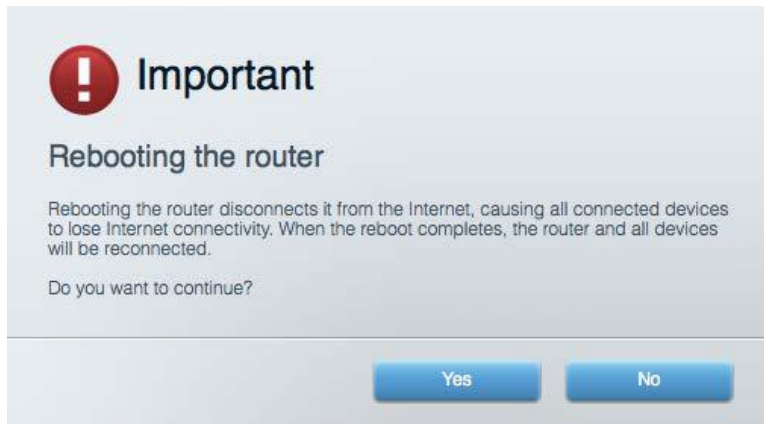 Important
Rebooting the router
Rebooting the router disconnects it from the Internet, causing all connected devices
to lose Internet connectivity. When the reboot completes, the router and all devices
will be reconnected.
Do you want to continue?
Yes No